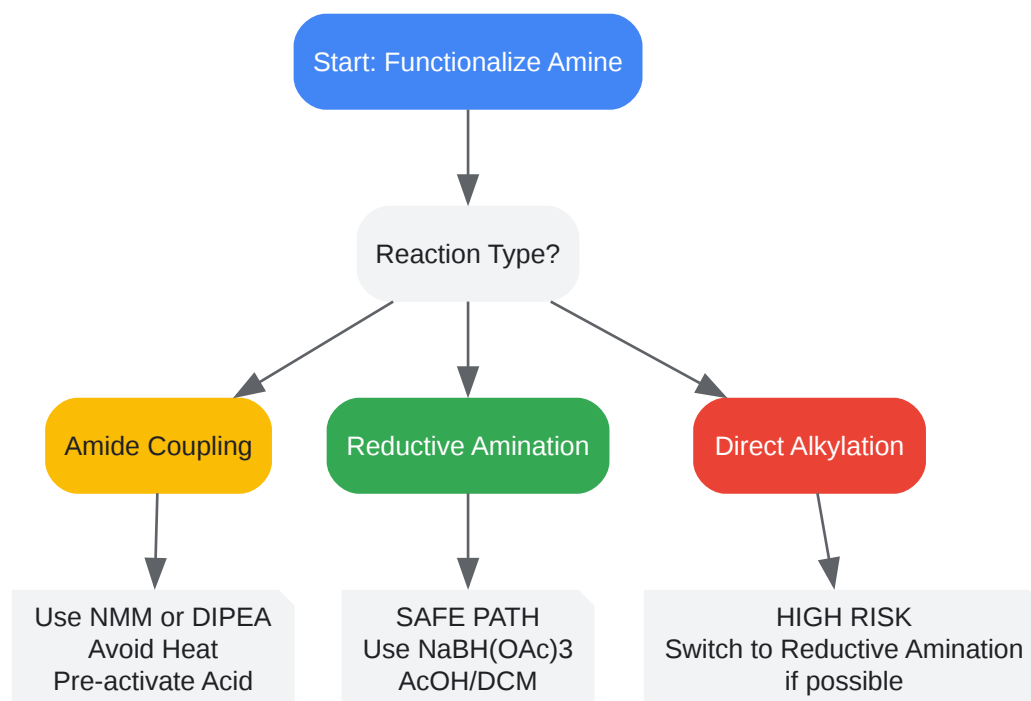 Start: Functionalize Amine
Reaction Type?
Amide Coupling
Reductive Amination
Direct Alkylation
Use NMM or DIPEA
Avoid Heat
Pre-activate Acid
SAFE PATH
Use NaBH(OAc)3
AcOH/DCM
HIGH RISK
Switch to Reductive Amination
if possible